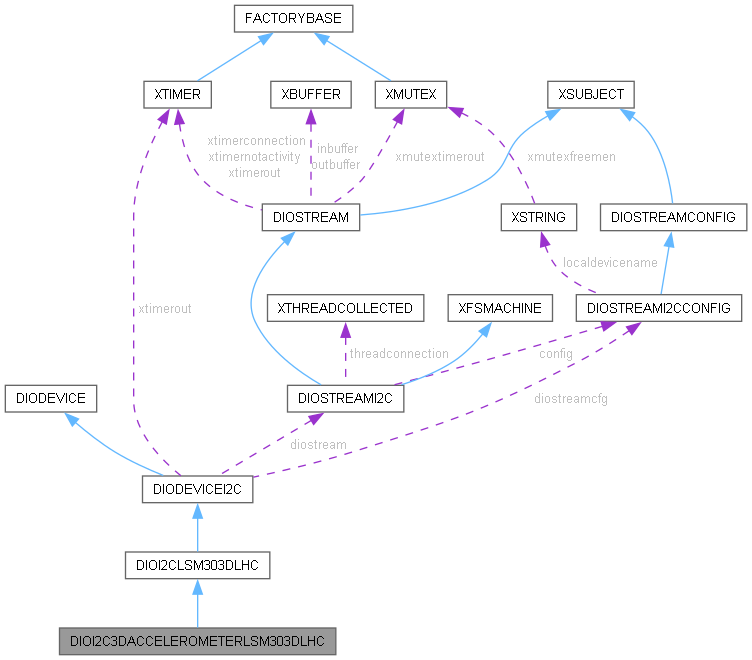 FACTORYBASE
XTIMER
XBUFFER
XMUTEX
XSUBJECT
xtimerconnection
xtimernotactivity
xtimerout
inbuffer
outbuffer
xmutextimerout
xmutexfreemen
DIOSTREAM
XSTRING
DIOSTREAMCONFIG
localdevicename
xtimerout
XTHREADCOLLECTED
XFSMACHINE
DIOSTREAMI2CCONFIG
threadconnection
config
DIODEVICE
DIOSTREAMI2C
diostreamcfg
diostream
DIODEVICEI2C
DIOI2CLSM303DLHC
DIOI2C3DACCELEROMETERLSM303DLHC